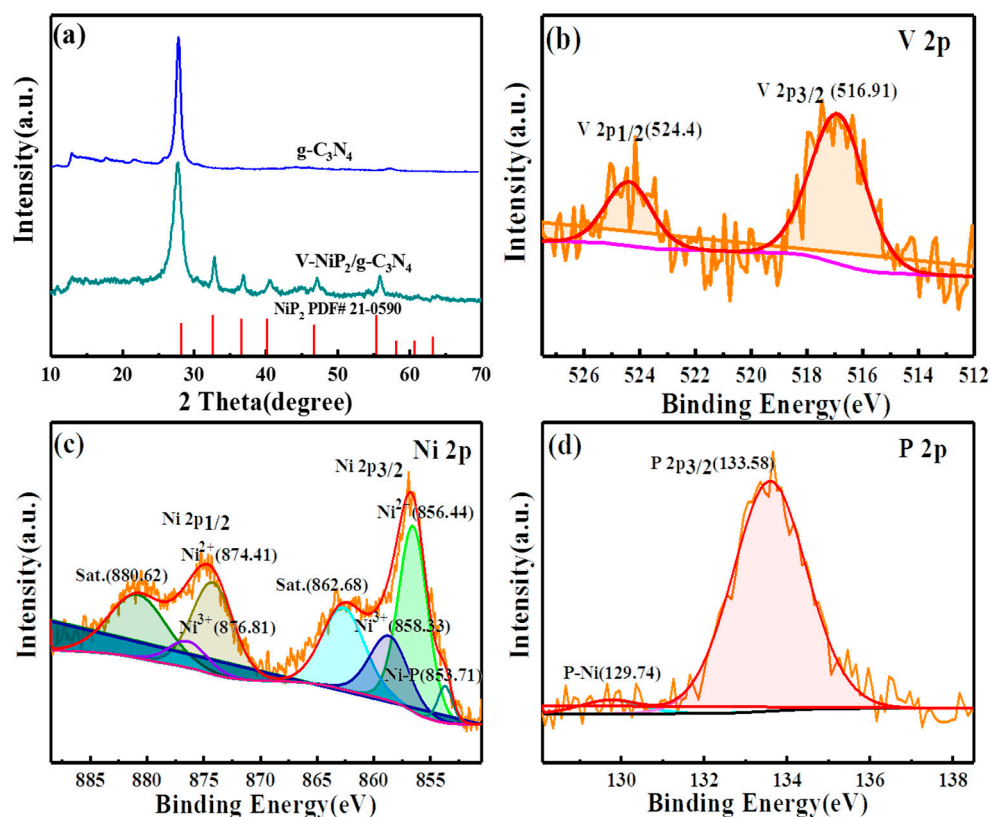 (a)
g-C3N4
V-NiP2/g-C3N4
NiP2 PDF# 21-0590
Intensity(a.u.)
10 20 30 40 50 60 70
2 Theta(degree)
(b)
V 2p
V 2p3/2 (516.91)
V 2p1/2(524.4)
Intensity(a.u.)
526 524 522 520 518 516 514 512
Binding Energy(eV)
(c)
Ni 2p
Ni 2p3/2
Ni2+(856.44)
Ni 2p1/2
Ni2+(874.41)
Sat.(880.62)
Sat.(862.68)
Ni3+(876.81)
Ni3+(858.33)
Ni-P(853.71)
Intensity(a.u.)
885 880 875 870 865 860 855
Binding Energy(eV)
(d)
P 2p
P 2p3/2(133.58)
P-Ni(129.74)
Intensity(a.u.)
130 132 134 136 138
Binding Energy(eV)